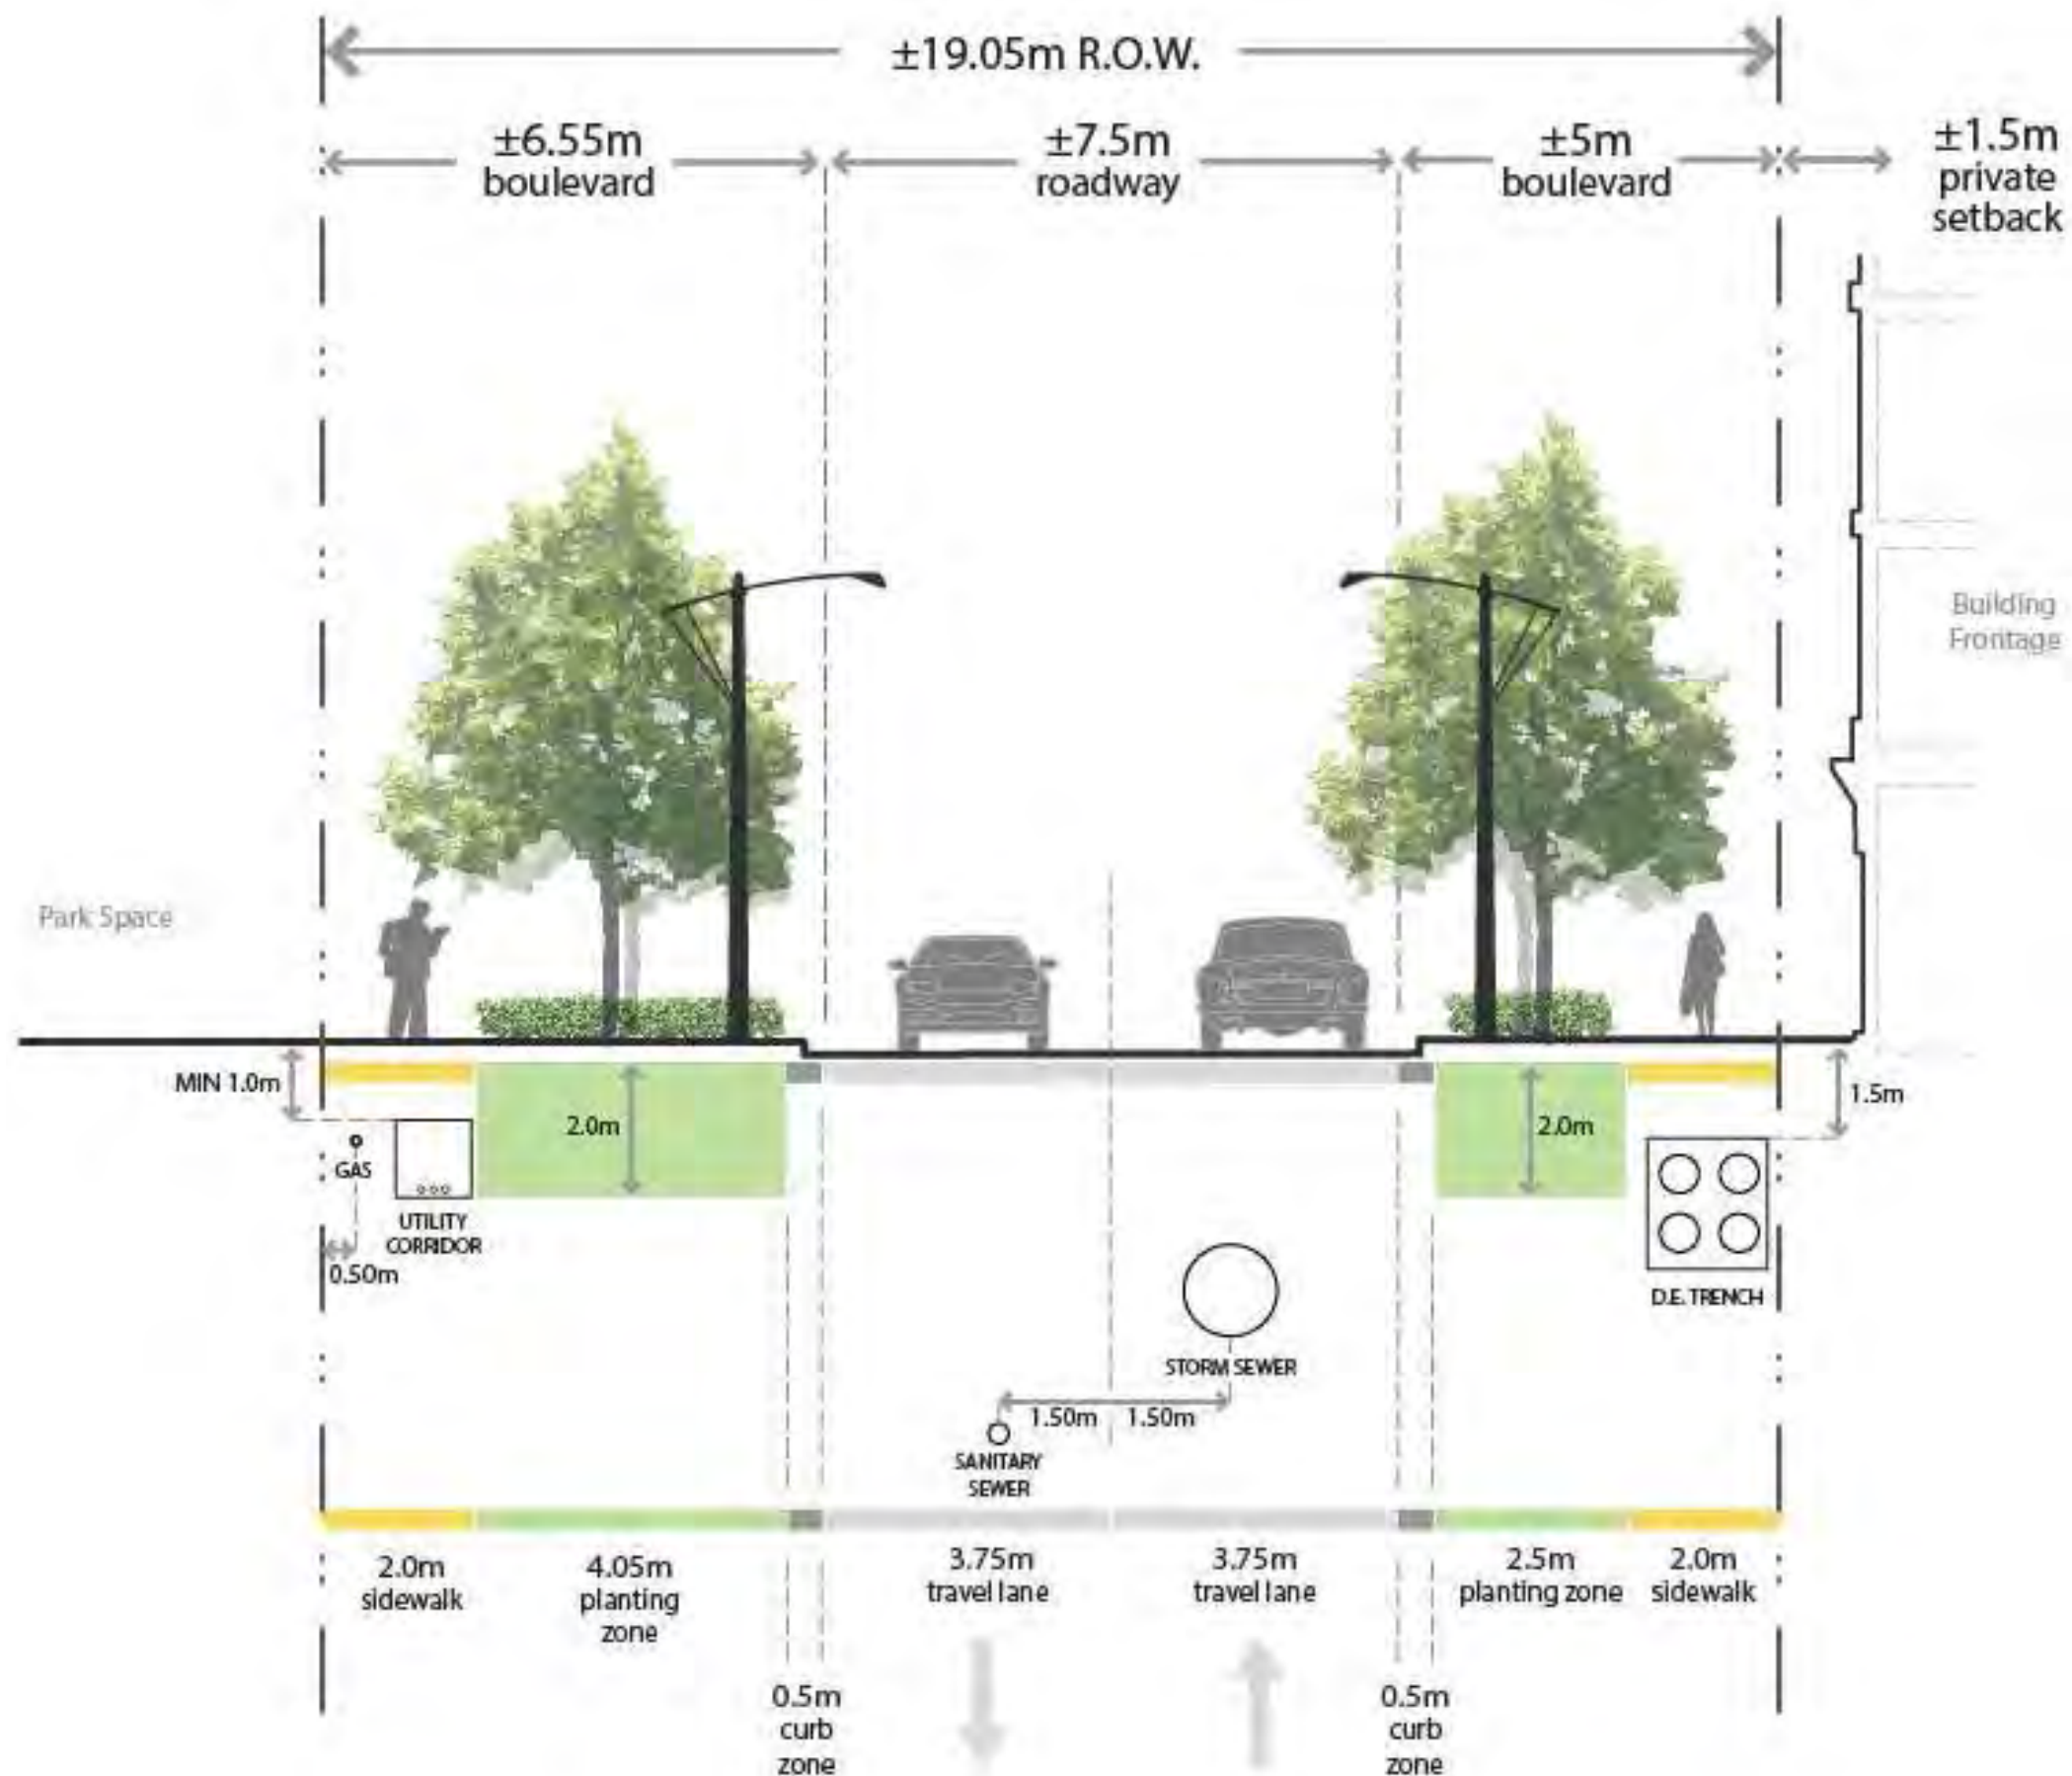 ±19.05m R.O.W.
±6.55m
boulevard
±7.5m
roadway
±5m
boulevard
±1.5m
private
setback
Building
Frontage
Park Space
MIN 1.0m
2.0m
2.0m
1.5m
GAS
UTILITY
CORRIDOR
0.50m
D.E. TRENCH
STORM SEWER
1.50m
1.50m
SANITARY
SEWER
2.0m
sidewalk
4.05m
planting
zone
3.75m
travel lane
3.75m
travel lane
2.5m
planting zone
2.0m
sidewalk
0.5m
curb
zone
0.5m
curb
zone